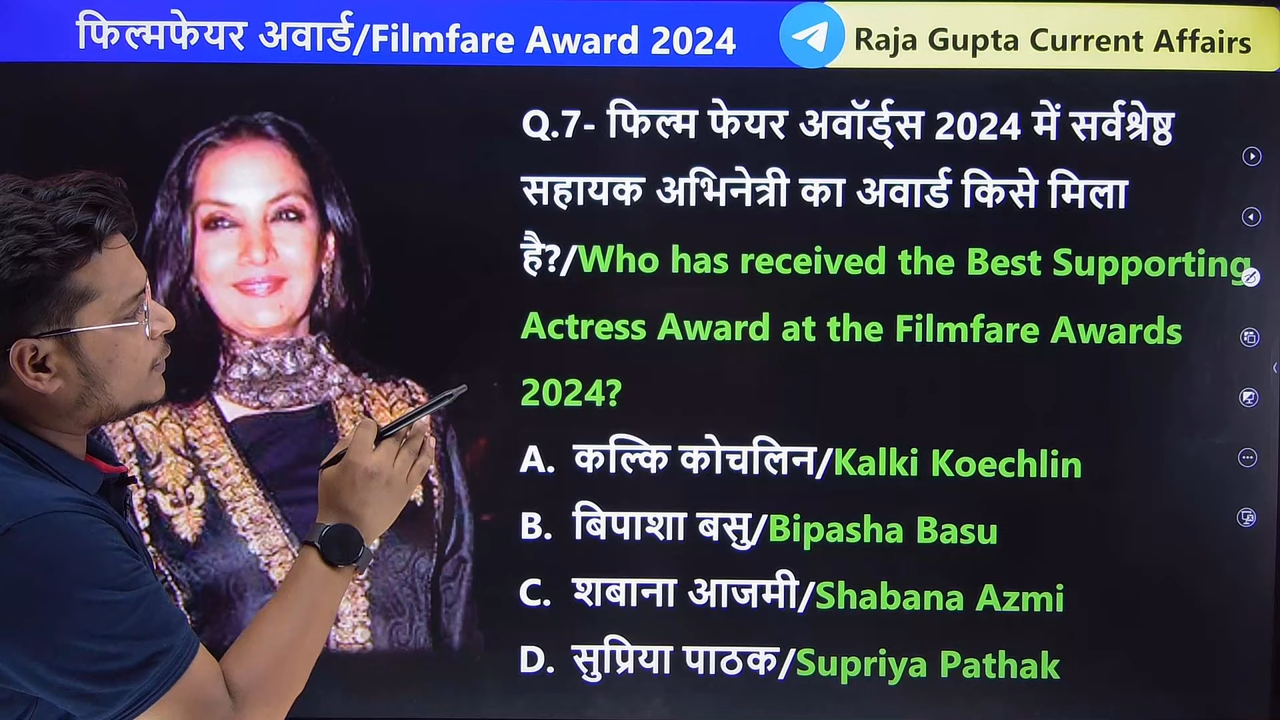 फिल्मफेयर अवार्ड/Filmfare Award 2024
Raja Gupta Current Affairs
Q.7- फिल्म फेयर अवॉर्ड्स 2024 में सर्वश्रेष्ठ
सहायक अभिनेत्री का अवार्ड किसे मिला
है?/Who has received the Best Supporting
Actress Award at the Filmfare Awards
2024?
A. कल्कि कोचलिन/Kalki Koechlin
B. बिपाशा बसु/Bipasha Basu
C. शबाना आजमी/Shabana Azmi
D. सुप्रिया पाठक/Supriya Pathak